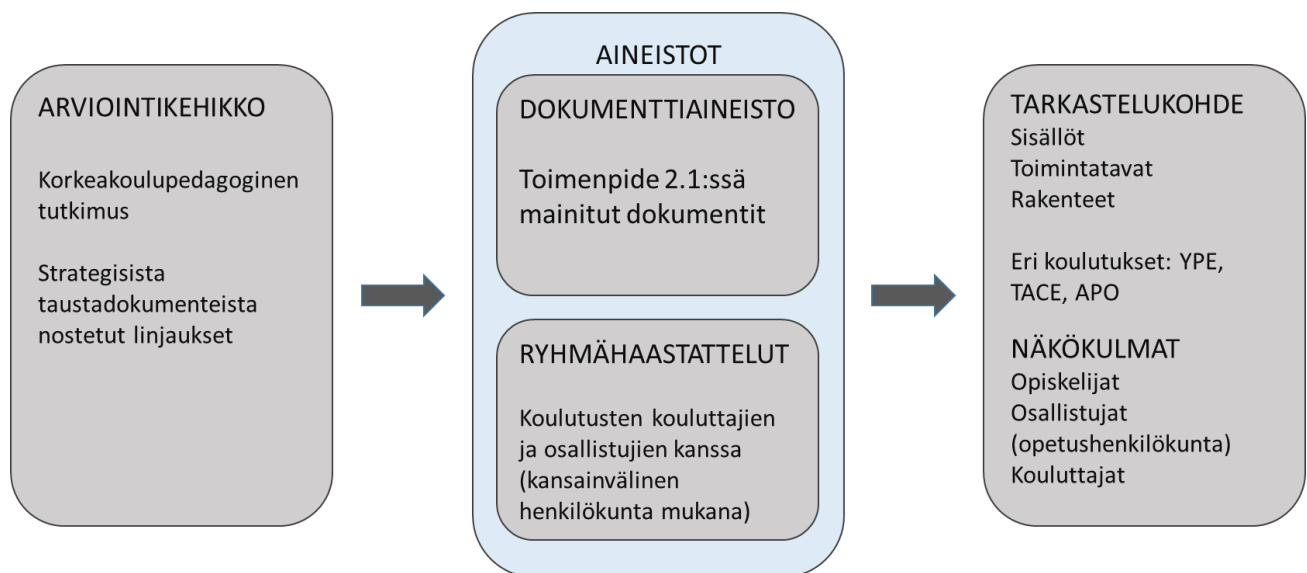 ARVIOINTIKEHIKKO
Korkeakoulupedagoginen
tutkimus
Strategisista
taustadokumenteista
nostetut linjaukset
AINEISTOT
DOKUMENTTIAINEISTO
Toimenpide 2.1:ssä
mainitut dokumentit
RYHMÄHAASTATTELUT
Koulutusten kouluttajien
ja osallistujien kanssa
(kansainvälinen
henkilökunta mukana)
TARKASTELUKOHDE
Sisällöt
Toimintatavat
Rakenteet
Eri koulutukset: YPE,
TACE, APO
NÄKÖKULMAT
Opiskelijat
Osallistujat
(opetushenkilökunta)
Kouluttajat